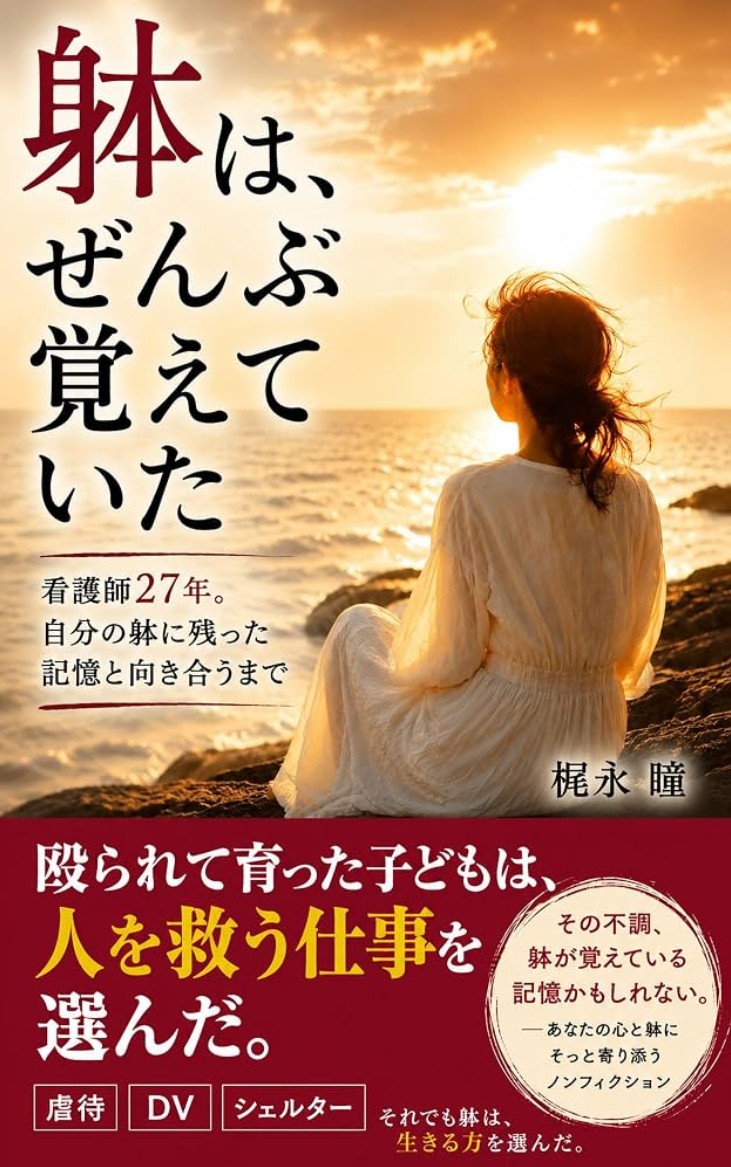 躰は、
ぜんぶ
覚えて
いた
看護師27年。
自分の躰に残った
記憶と向き合うまで
梶永 瞳
殴られて育った子どもは、
人を救う仕事を
選んだ。
その不調、
躰が覚えている
記憶かもしれない。
―あなたの心と躰に
そっと寄り添う
ノンフィクション
虐待
DV
シェルター
それでも躰は、
生きる方を選んだ。